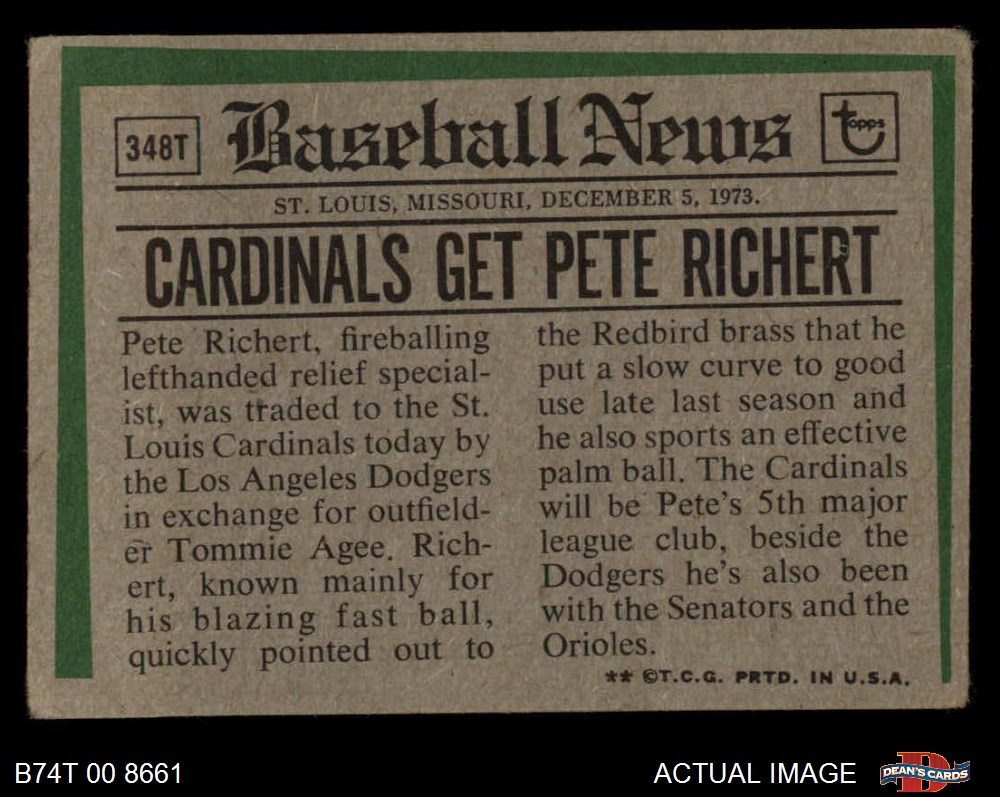 348T
Baseball News
topps
ST. LOUIS, MISSOURI, DECEMBER 5, 1973.
CARDINALS GET PETE RICHERT
Pete Richert, fireballing
lefthanded relief special-
ist, was traded to the St.
Louis Cardinals today by
the Los Angeles Dodgers
in exchange for outfield-
er Tommie Agee. Rich-
ert, known mainly for
his blazing fast ball,
quickly pointed out to
the Redbird brass that he
put a slow curve to good
use late last season and
he also sports an effective
palm ball. The Cardinals
will be Pete's 5th major
league club, beside the
Dodgers he's also been
with the Senators and the
Orioles.
** ©T.C.G. PRTD. IN U.S.A.
B74T 00 8661
ACTUAL IMAGE
D
DEAN'S CARDS